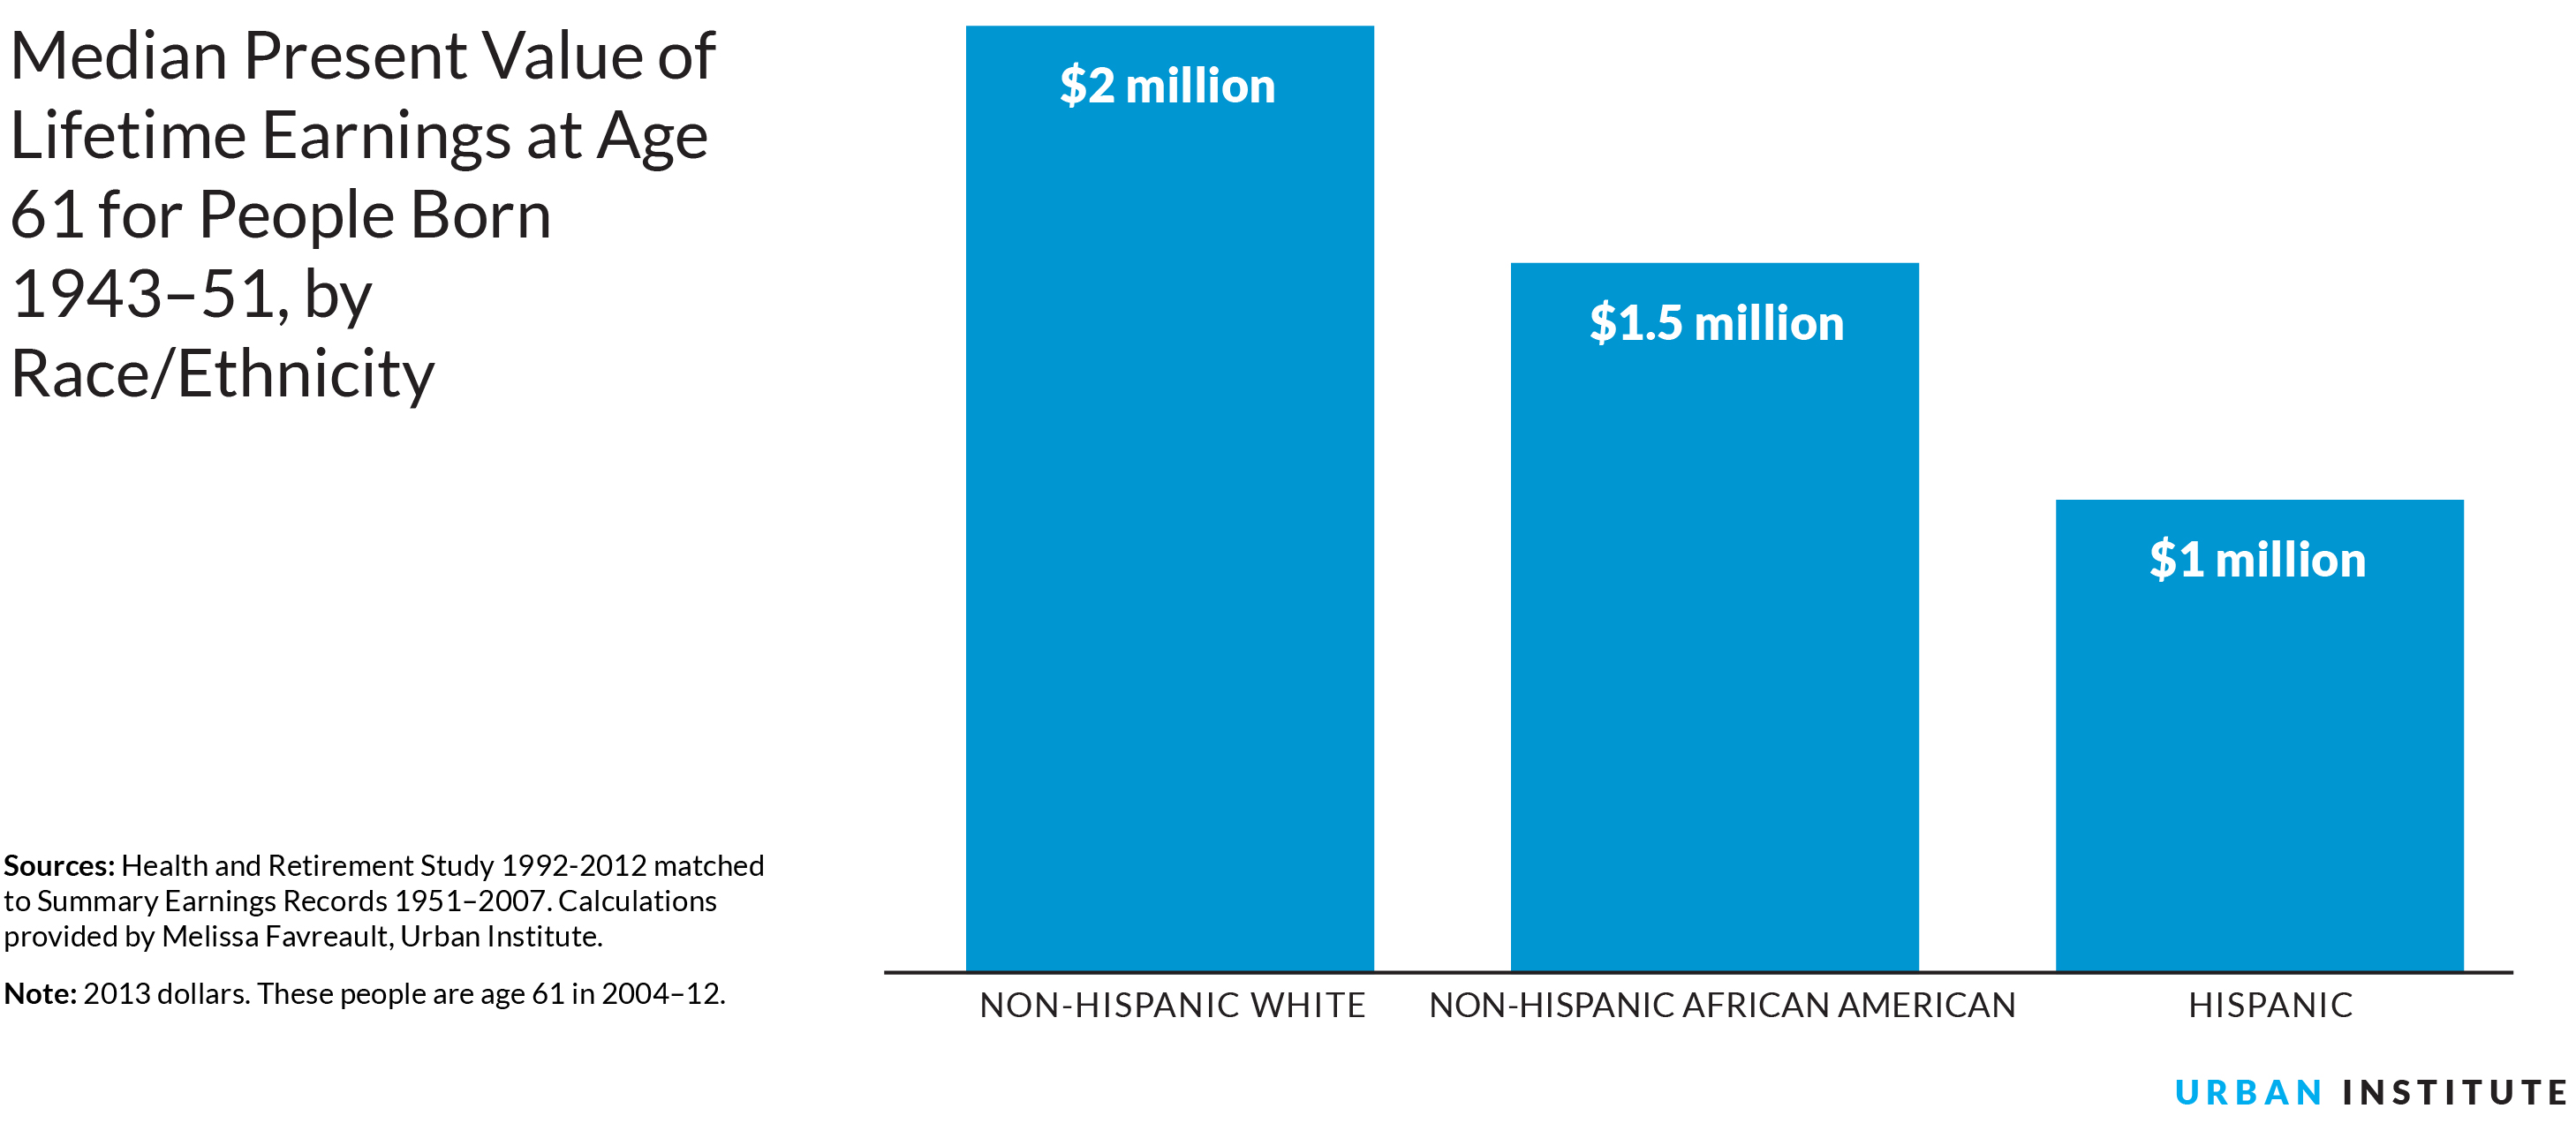 Median Present Value of
Lifetime Earnings at Age
61 for People Born
1943–51, by
Race/Ethnicity
$2 million
$1.5 million
$1 million
NON-HISPANIC WHITE
NON-HISPANIC AFRICAN AMERICAN
HISPANIC
Sources: Health and Retirement Study 1992-2012 matched
to Summary Earnings Records 1951–2007. Calculations
provided by Melissa Favreault, Urban Institute.
Note: 2013 dollars. These people are age 61 in 2004–12.
URBAN INSTITUTE